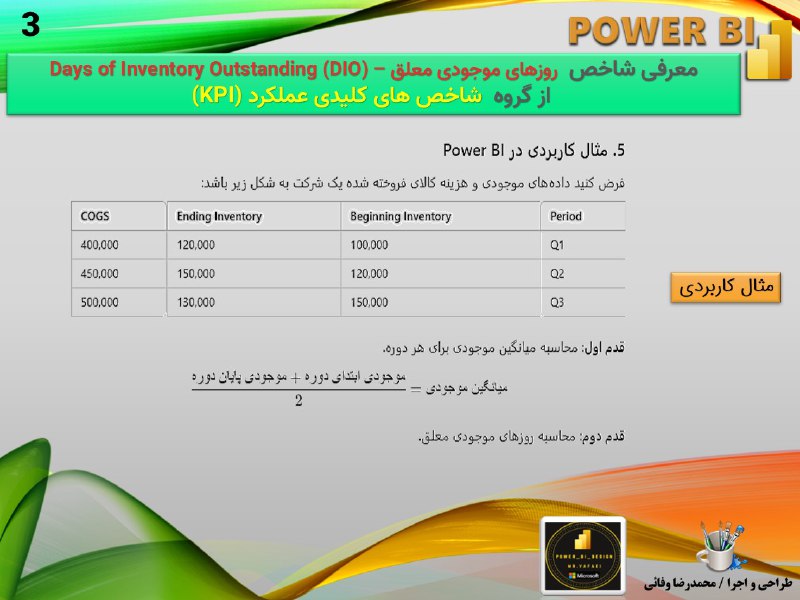 3
POWER BI
معرفی شاخص روزهای موجودی معلق – Days of Inventory Outstanding (DIO)
از گروه شاخص های کلیدی عملکرد (KPI)
5. مثال کاربردی در Power BI
فرض کنید داده‌های موجودی و هزینه کالای فروخته شده یک شرکت به شکل زیر باشد:
COGS Ending Inventory Beginning Inventory Period
400,000 120,000 100,000 Q1
450,000 150,000 120,000 Q2
500,000 130,000 150,000 Q3
مثال کاربردی
قدم اول: محاسبه میانگین موجودی برای هر دوره.
میانگین موجودی = موجودی ابتدای دوره + موجودی پایان دوره
2
قدم دوم: محاسبه روزهای موجودی معلق.
POWER_BI_DESIGN
MR.VAFAEI
Microsoft
طراحی و اجرا / محمدرضا وفائی